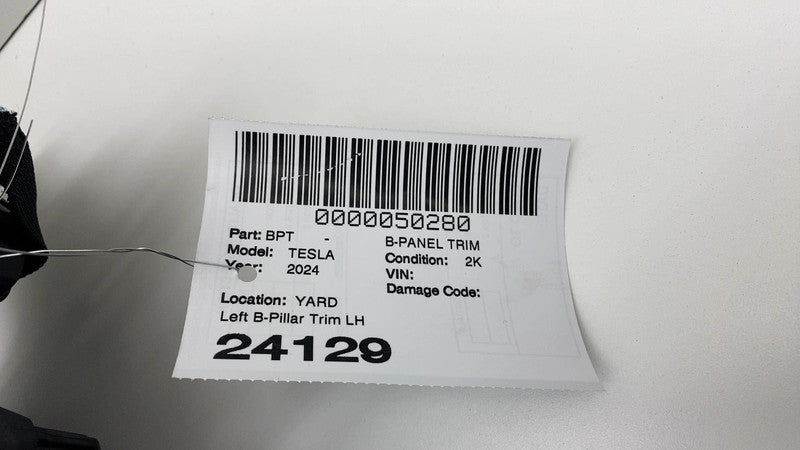 0000050280
Part: BPT - B-PANEL TRIM
Model: TESLA Condition: 2K
Year: 2024 VIN:
Damage Code:
Location: YARD
Left B-Pillar Trim LH
24129